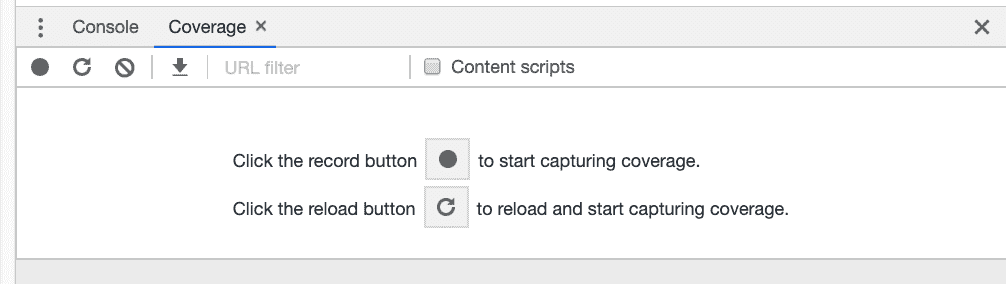 Console Coverage
URL filter Content scripts
Click the record button to start capturing coverage.
Click the reload button to reload and start capturing coverage.